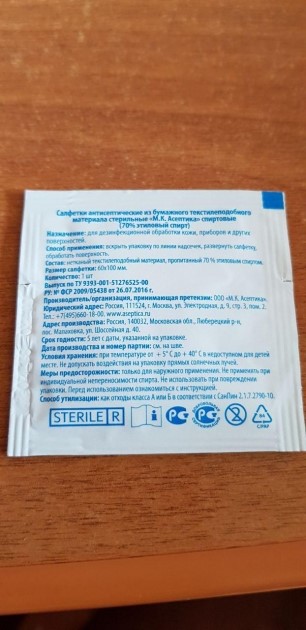 Салфетки антисептические из бумажного текстилеподобного
материала стерильные «М.К. Асептика» спиртовые
(70% этиловый спирт)
Назначение: для дезинфекционной обработки кожи, приборов и других
поверхностей.
Способ применения: вскрыть упаковку по линии надсечек, развернуть салфетку,
обработать поверхность.
Состав: нетканый текстилеподобный материал, пропитанный 70 % этиловым спиртом.
Размер салфетки: 60х100 мм.
Количество: 1 шт
Выпуск по ТУ 9393-001-51276525-00
РУ: № ФСР 2009/05438 от 26.07.2016 г.
Производитель/организация, принимающая претензии: ООО «М.К. Асептика».
Юридический адрес: Россия, 111524, г. Москва, ул. Электродная, д. 9, стр. 3, пом. 2.
Тел.: +7(495)660-18-00. www.aseptica.ru
Адрес производства: Россия, 140032, Московская обл., Люберецкий р-н,
пос. Малаховка, ул. Шоссейная д. 40.
Срок годности: 5 лет с даты, указанной на упаковке.
Дата производства и номер партии: см. на шве.
Условия хранения: при температуре от + 5° С до + 40° С в недоступном для детей
месте. Не допускать воздействия прямых солнечных лучей.
Меры предосторожности: только для наружного применения. Не применять при
индивидуальной непереносимости спирта. Не использовать при повреждении
упаковки. Перед использованием ознакомиться с инструкцией.
Способ утилизации: как отходы класса А или Б в соответствии с СанПин 2.1.7.2790-10.
STERILE R
84
C/PAP